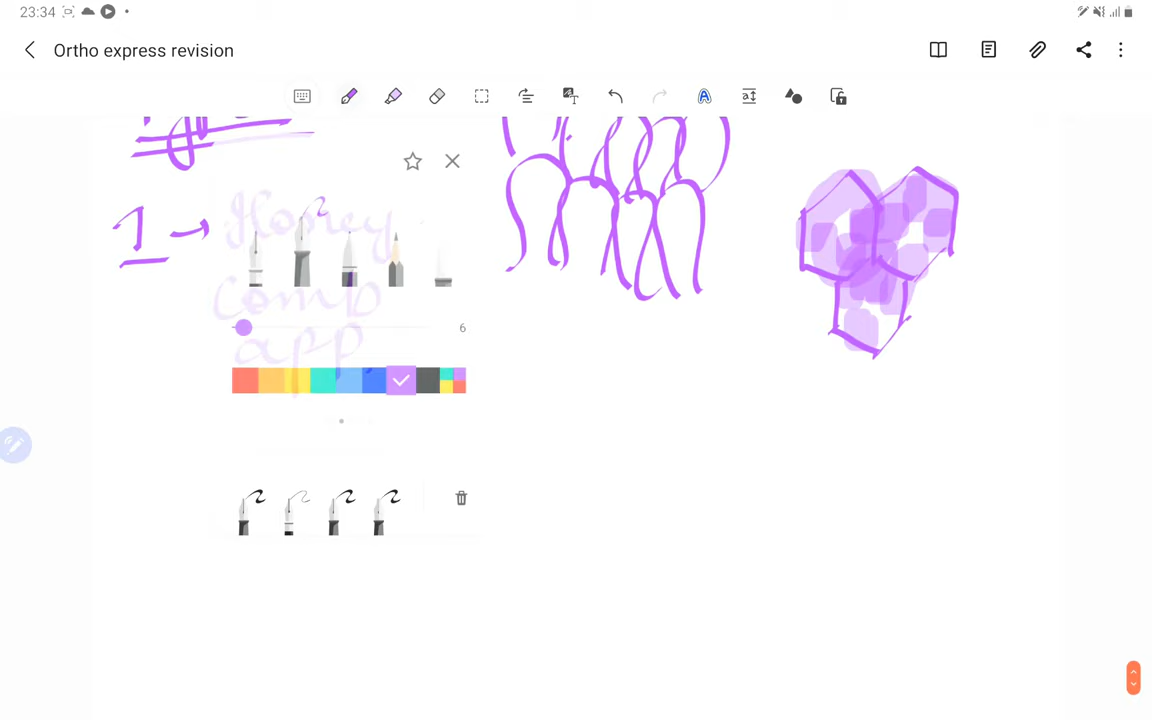 23:34
Ortho express revision
1 → Honey
Comb
app
6